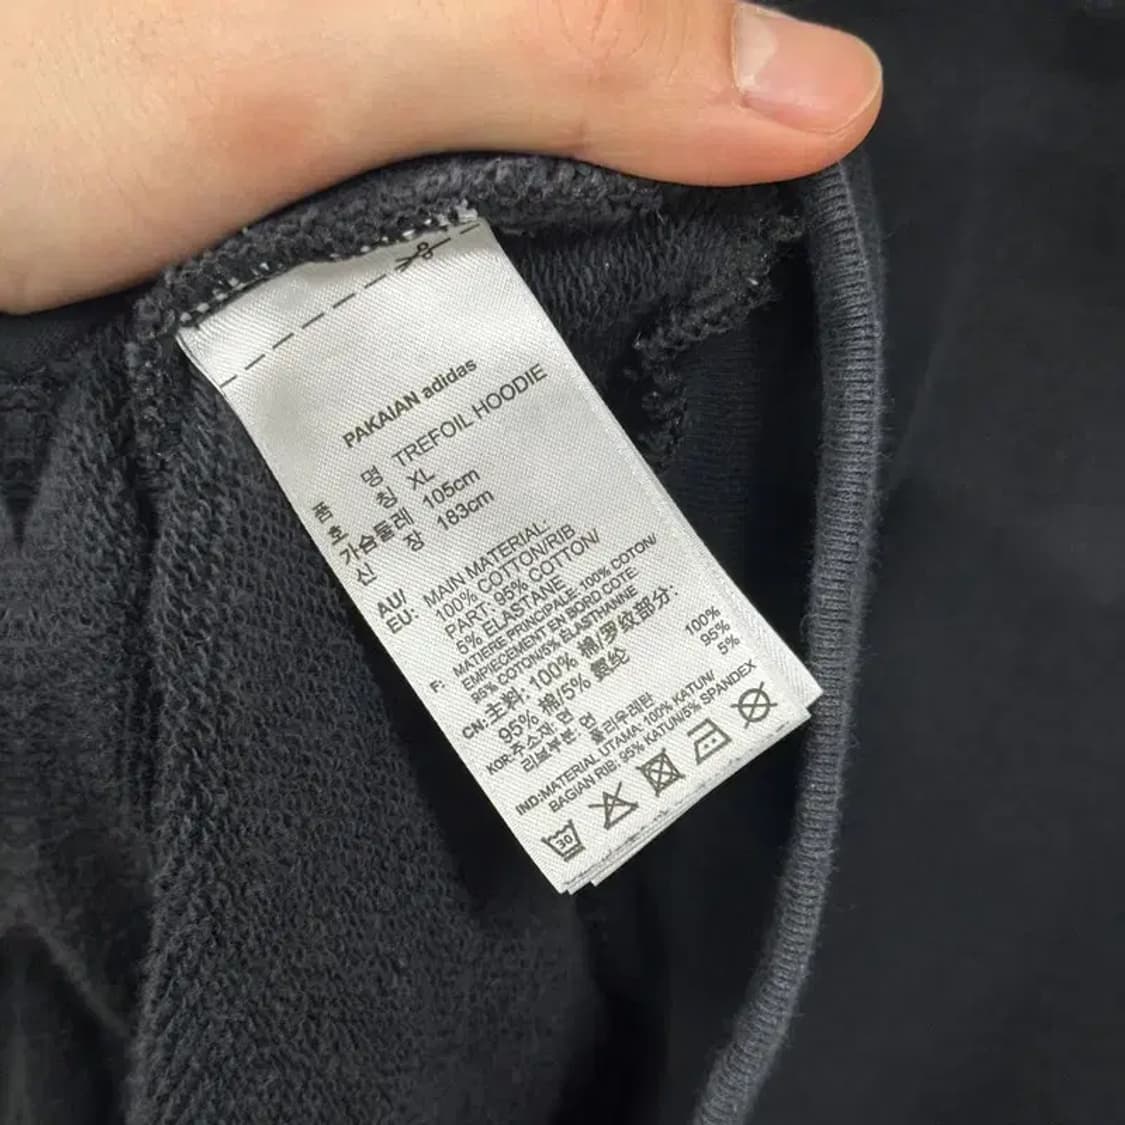 PAKAIAN adidas
품 명 TREFOIL HOODIE
호 칭 XL
가슴둘레 105cm
신 장 183cm
AU/
EU: MAIN MATERIAL:
100% COTTON/RIB
PART: 95% COTTON/
5% ELASTANE
F: MATIERE PRINCIPALE: 100% COTON/
EMPIECEMENT EN BORD COTE:
95% COTON/5% ELASTHANNE
CN: 主料: 100% 棉/罗纹部分:
95% 棉/5% 氨纶
KOR: 주소재: 면 100%
리브부분: 면 95%
폴리우레탄 5%
IND: MATERIAL UTAMA: 100% KATUN/
BAGIAN RIB: 95% KATUN/5% SPANDEX
30